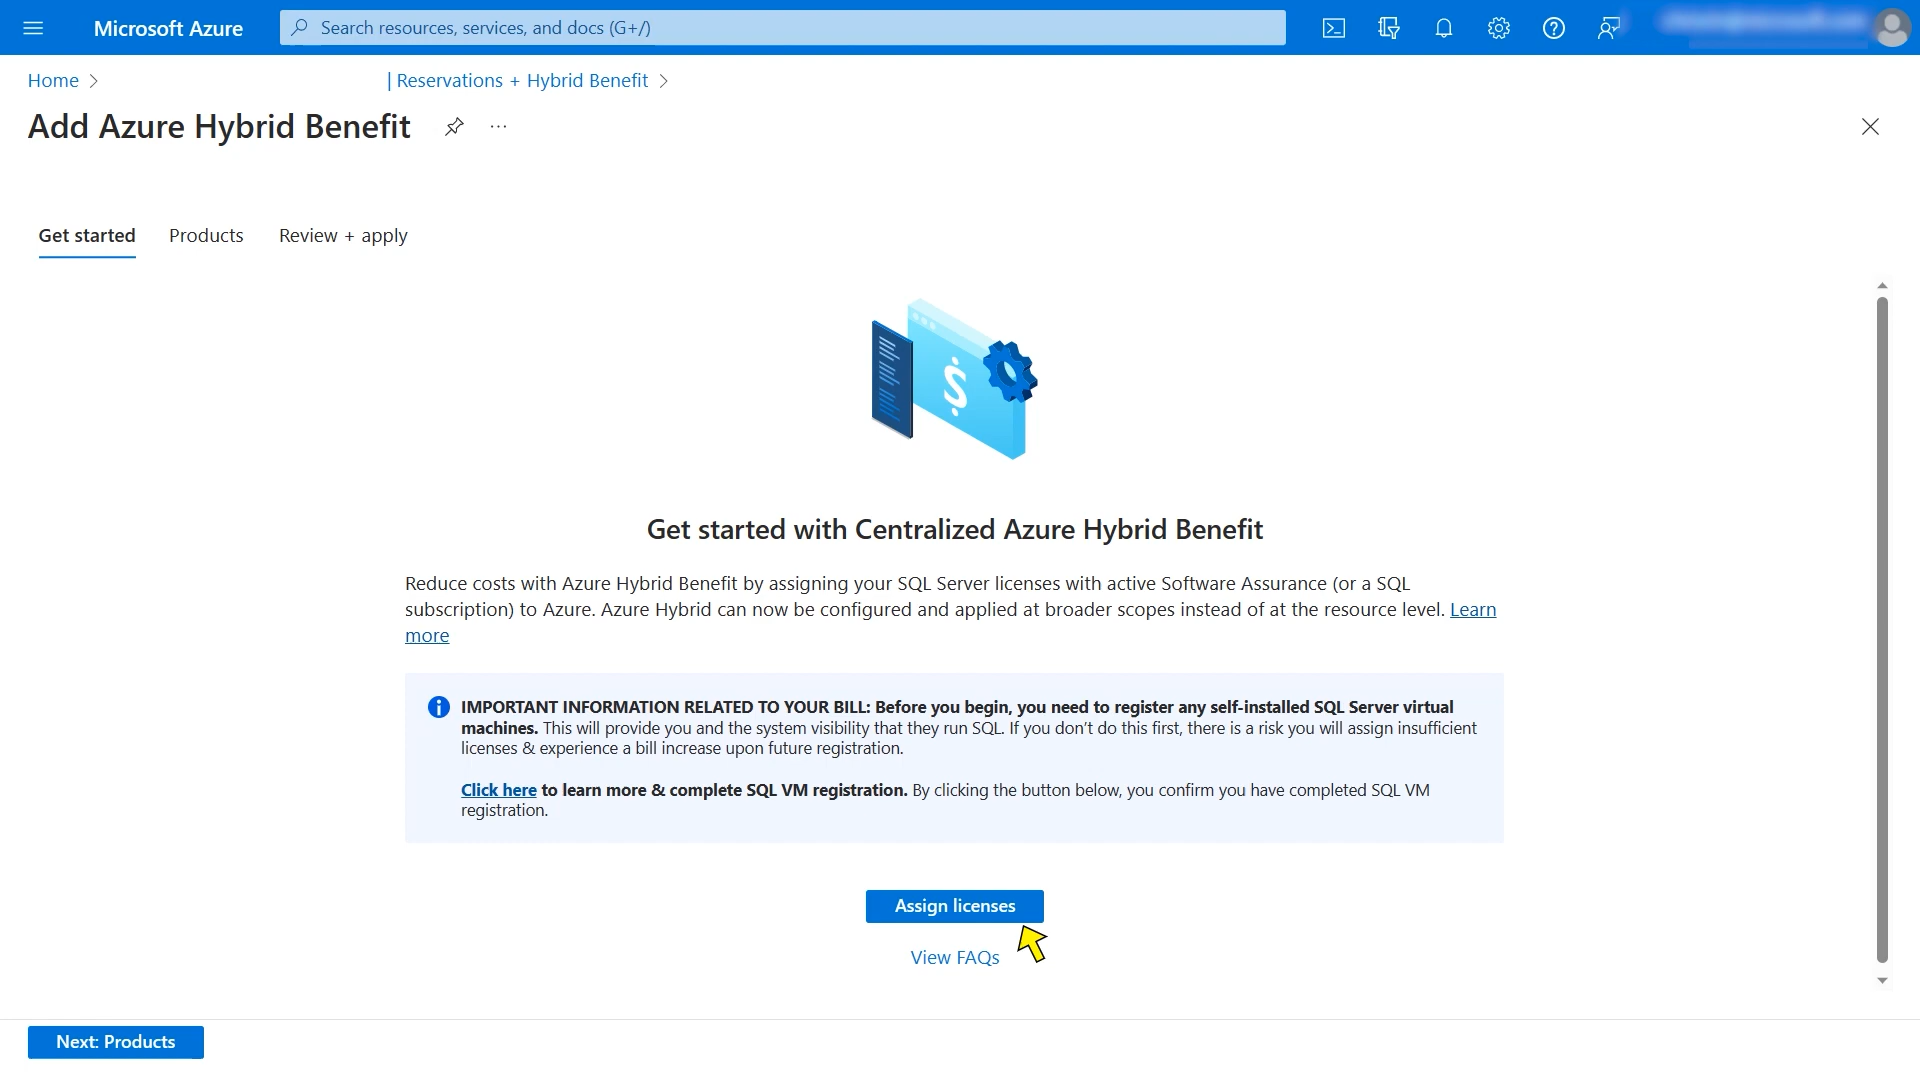 Microsoft Azure
Search resources, services, and docs (G+/)
Home
| Reservations + Hybrid Benefit
Add Azure Hybrid Benefit
Get started
Products
Review + apply
$
Get started with Centralized Azure Hybrid Benefit
Reduce costs with Azure Hybrid Benefit by assigning your SQL Server licenses with active Software Assurance (or a SQL
subscription) to Azure. Azure Hybrid can now be configured and applied at broader scopes instead of at the resource level. Learn
more
IMPORTANT INFORMATION RELATED TO YOUR BILL: Before you begin, you need to register any self-installed SQL Server virtual
machines. This will provide you and the system visibility that they run SQL. If you don't do this first, there is a risk you will assign insufficient
licenses & experience a bill increase upon future registration.
Click here to learn more & complete SQL VM registration. By clicking the button below, you confirm you have completed SQL VM
registration.
Assign licenses
View FAQs
Next: Products